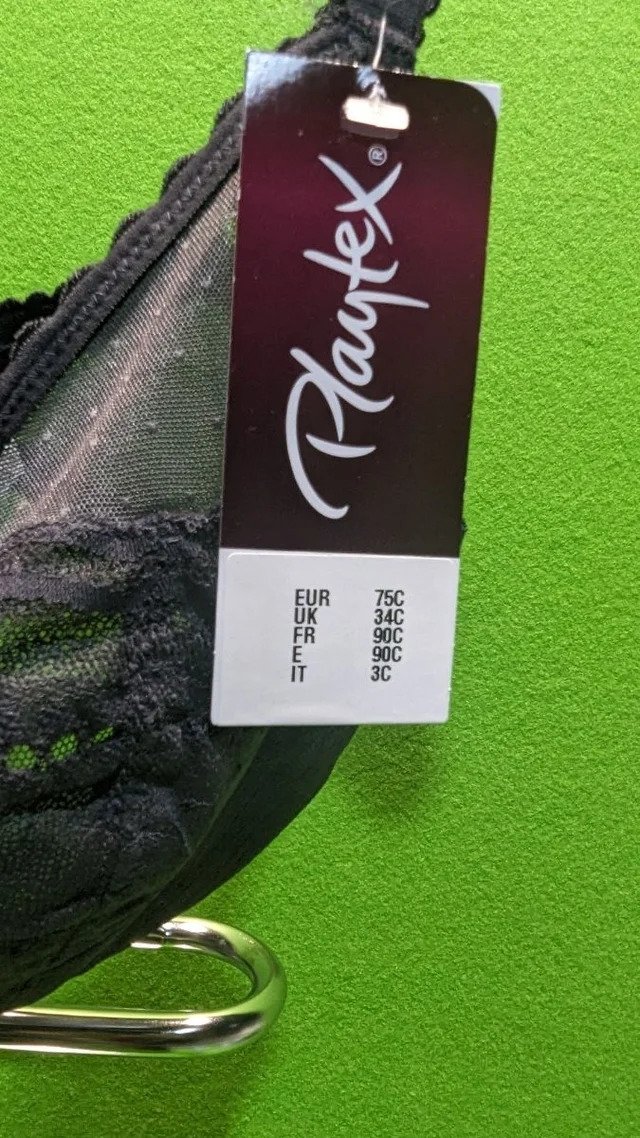 Playtex®
EUR 75C
UK 34C
FR 90C
E 90C
IT 3C